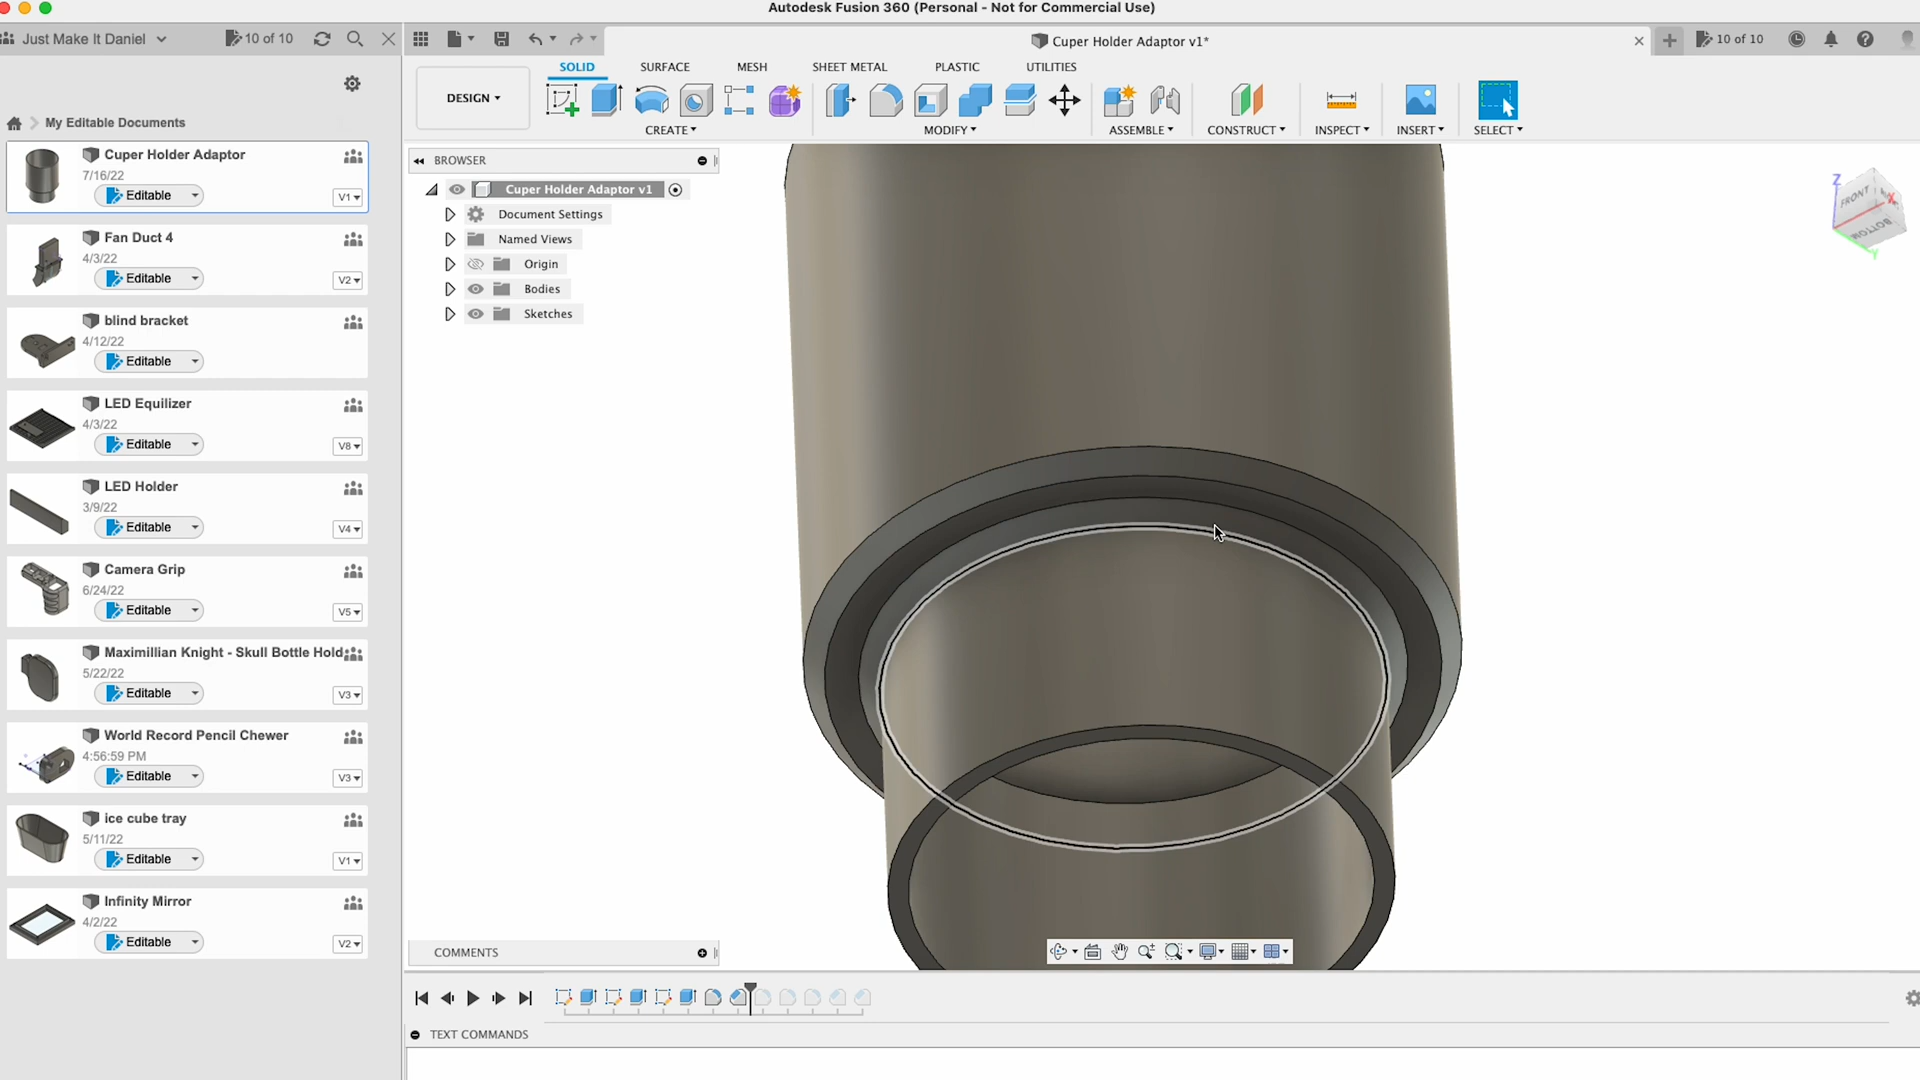 Autodesk Fusion 360 (Personal - Not for Commercial Use)
Just Make It Daniel
10 of 10
Cuper Holder Adaptor v1*
10 of 10
SOLID
SURFACE
MESH
SHEET METAL
PLASTIC
UTILITIES
DESIGN
CREATE
MODIFY
ASSEMBLE
CONSTRUCT
INSPECT
INSERT
SELECT
My Editable Documents
Cuper Holder Adaptor
7/16/22
Editable
V1
Fan Duct 4
4/3/22
Editable
V2
blind bracket
4/12/22
Editable
LED Equilizer
4/3/22
Editable
V8
LED Holder
3/9/22
Editable
V4
Camera Grip
6/24/22
Editable
V5
Maximillian Knight - Skull Bottle Hold
5/22/22
Editable
V3
World Record Pencil Chewer
4:56:59 PM
Editable
V3
ice cube tray
5/11/22
Editable
V1
Infinity Mirror
4/2/22
Editable
V2
BROWSER
Cuper Holder Adaptor v1
Document Settings
Named Views
Origin
Bodies
Sketches
Z
X
Y
FRONT
BOTTOM
COMMENTS
TEXT COMMANDS